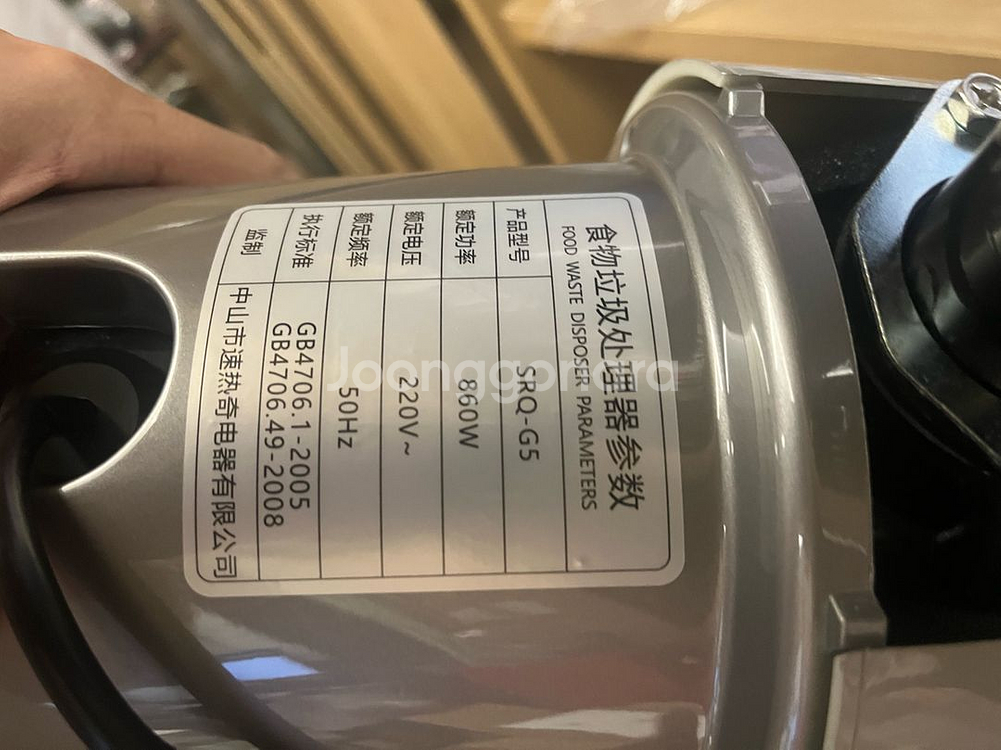 食物垃圾处理器参数
FOOD WASTE DISPOSER PARAMETERS
产品型号 SRQ-G5
额定功率 860W
额定电压 220V~
额定频率 50Hz
执行标准 GB4706.1-2005
GB4706.49-2008
监制 中山市速热奇电器有限公司
Joonggonara